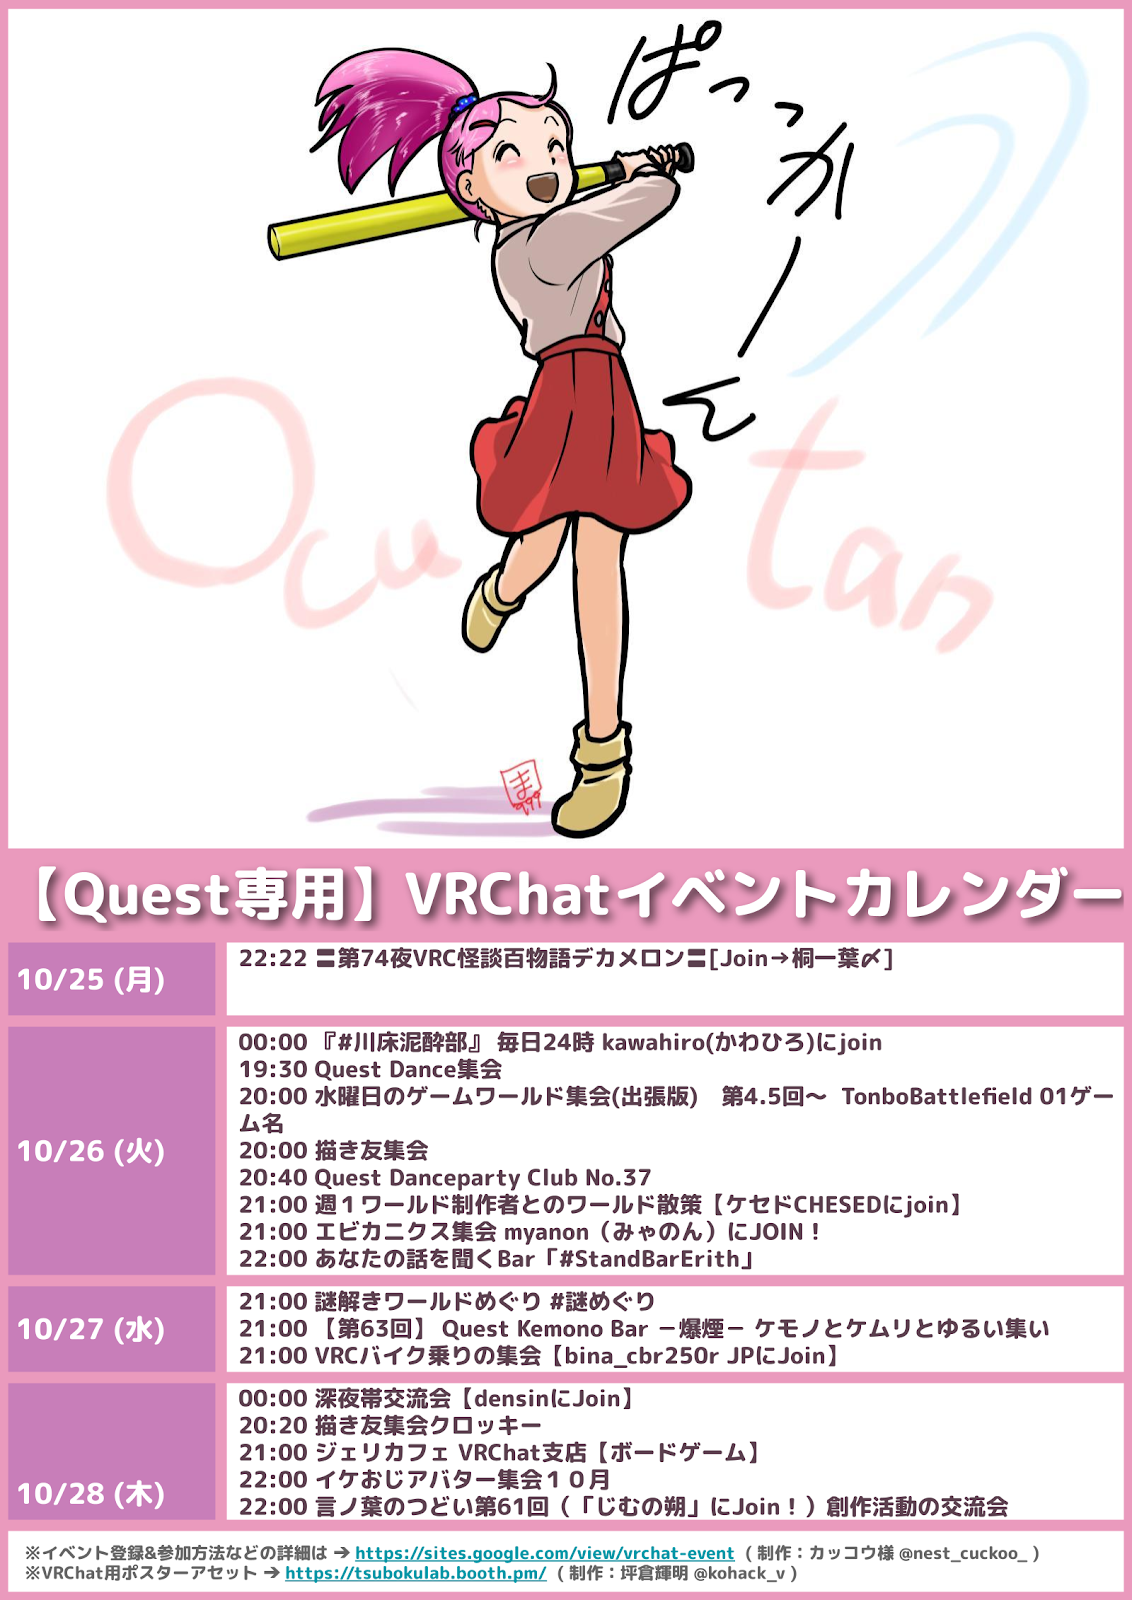 ぱっっかーん
Ocu tan
ま
999
【Quest専用】VRChatイベントカレンダー
10/25 (月)
22:22 〓第74夜VRC怪談百物語デカメロン〓[Join→桐一葉〆]
10/26 (火)
00:00 『#川床泥酔部』 毎日24時 kawahiro(かわひろ)にjoin
19:30 Quest Dance集会
20:00 水曜日のゲームワールド集会(出張版)　第4.5回～ TonboBattlefield 01ゲー
ム名
20:00 描き友集会
20:40 Quest Danceparty Club No.37
21:00 週１ワールド制作者とのワールド散策【ケセドCHESEDにjoin】
21:00 エビカニクス集会 myanon（みゃのん）にJOIN！
22:00 あなたの話を聞くBar「#StandBarErith」
10/27 (水)
21:00 謎解きワールドめぐり #謎めぐり
21:00 【第63回】 Quest Kemono Bar －爆煙－ ケモノとケムリとゆるい集い
21:00 VRCバイク乗りの集会【bina_cbr250r JPにJoin】
10/28 (木)
00:00 深夜帯交流会【densinにJoin】
20:20 描き友集会クロッキー
21:00 ジェリカフェ VRChat支店【ボードゲーム】
22:00 イケおじアバター集会１０月
22:00 言ノ葉のつどい第61回（「じむの朔」にJoin！）創作活動の交流会
※イベント登録&参加方法などの詳細は ➔ https://sites.google.com/view/vrchat-event （ 制作：カッコウ様 @nest_cuckoo_ ）
※VRChat用ポスターアセット ➔ https://tsubokulab.booth.pm/ （ 制作：坪倉輝明 @kohack_v ）